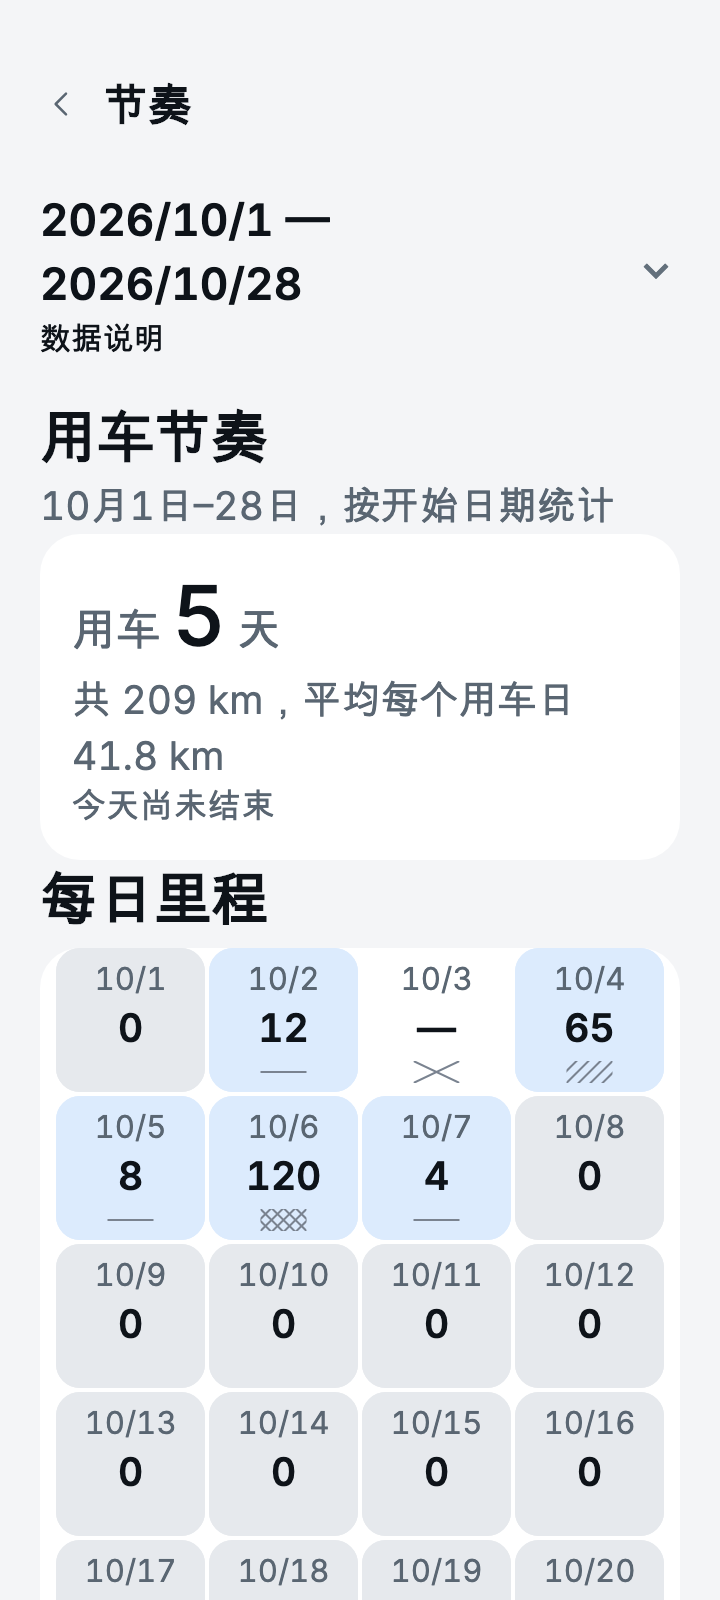 节奏
2026/10/1 —
2026/10/28
数据说明
用车节奏
10月1日–28日，按开始日期统计
用车 5 天
共 209 km，平均每个用车日
41.8 km
今天尚未结束
每日里程
10/1 10/2 10/3 10/4
0 12 — 65
10/5 10/6 10/7 10/8
8 120 4 0
10/9 10/10 10/11 10/12
0 0 0 0
10/13 10/14 10/15 10/16
0 0 0 0
10/17 10/18 10/19 10/20